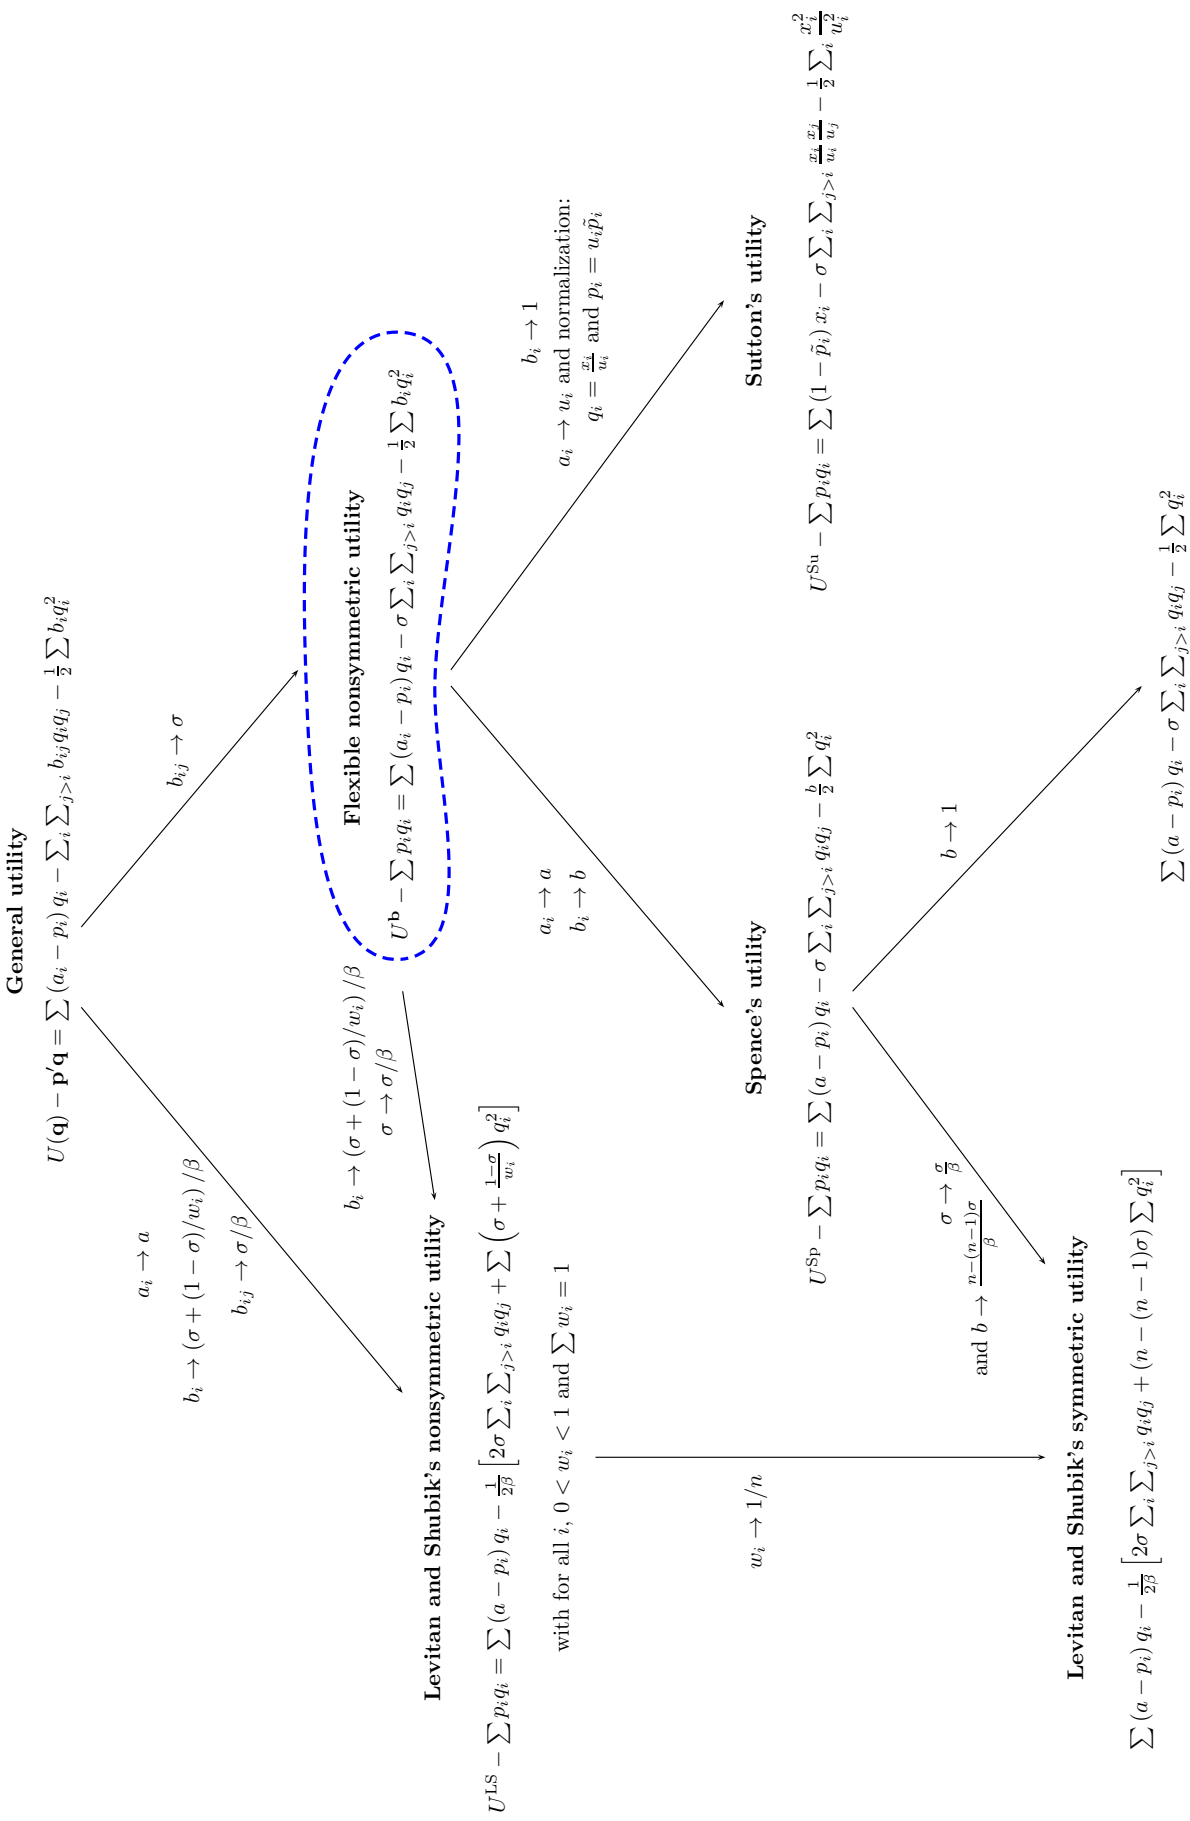 General utility
U(q) − p′q = ∑ (a_i − p_i) q_i − ∑_i ∑_{j>i} b_{ij} q_i q_j − 1/2 ∑ b_i q_i^2
a_i → a
b_i → (σ + (1 − σ)/w_i) /β
b_{ij} → σ/β
b_{ij} → σ
Flexible nonsymmetric utility
U^b − ∑ p_i q_i = ∑ (a_i − p_i) q_i − σ ∑_i ∑_{j>i} q_i q_j − 1/2 ∑ b_i q_i^2
b_i → (σ + (1 − σ)/w_i) /β
σ → σ/β
Levitan and Shubik's nonsymmetric utility
U^{LS} − ∑ p_i q_i = ∑ (a − p_i) q_i − 1/2β [2σ ∑_i ∑_{j>i} q_i q_j + ∑ (σ + (1−σ)/w_i) q_i^2]
with for all i, 0 < w_i < 1 and ∑ w_i = 1
a_i → a
b_i → b
b_i → 1
a_i → u_i and normalization:
q_i = x_i/u_i and p_i = u_i p̃_i
Spence's utility
U^{Sp} − ∑ p_i q_i = ∑ (a − p_i) q_i − σ ∑_i ∑_{j>i} q_i q_j − b/2 ∑ q_i^2
Sutton's utility
U^{Su} − ∑ p_i q_i = ∑ (1 − p̃_i) x_i − σ ∑_i ∑_{j>i} x_i/u_i x_j/u_j − 1/2 ∑_i x_i^2/u_i^2
w_i → 1/n
σ → σ/β
and b → (n−(n−1)σ)/β
b → 1
Levitan and Shubik's symmetric utility
∑ (a − p_i) q_i − 1/2β [2σ ∑_i ∑_{j>i} q_i q_j + (n − (n − 1)σ) ∑ q_i^2]
∑ (a − p_i) q_i − σ ∑_i ∑_{j>i} q_i q_j − 1/2 ∑ q_i^2